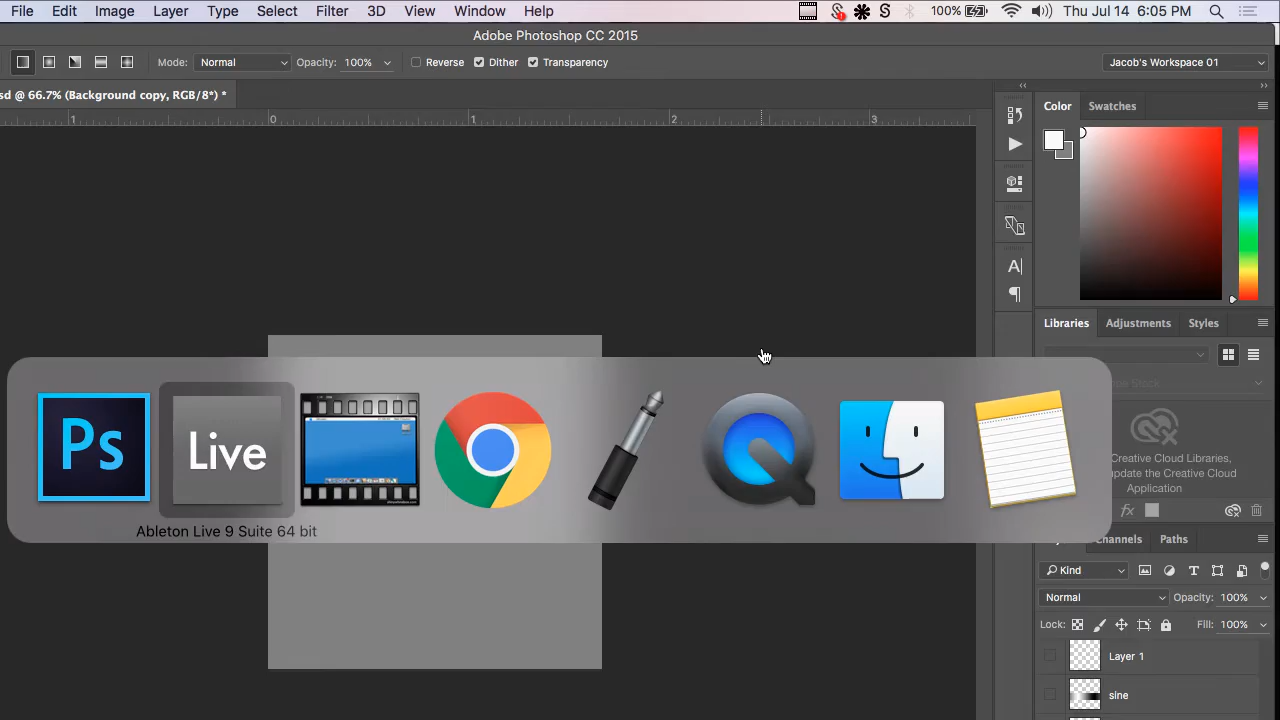 File Edit Image Layer Type Select Filter 3D View Window Help 100% Thu Jul 14 6:05 PM
Adobe Photoshop CC 2015
Mode: Normal Opacity: 100% Reverse Dither Transparency Jacob's Workspace 01
sd @ 66.7% (Background copy, RGB/8*) *
1 0 1 2 3
Color Swatches
Libraries Adjustments Styles
Ps Live
Creative Cloud Libraries,
update the Creative Cloud
Application
fx
Ableton Live 9 Suite 64 bit
Channels Paths
Kind
Normal Opacity: 100%
Lock: Fill: 100%
Layer 1
sine